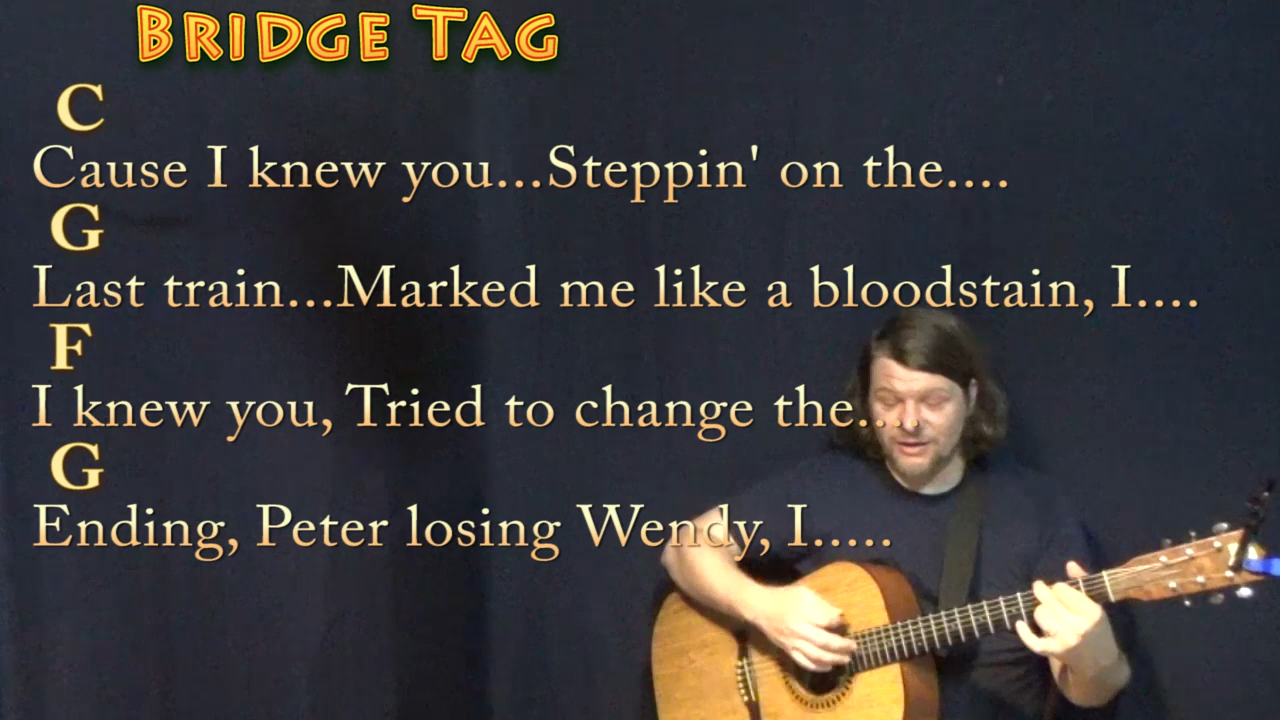 BRIDGE TAG
C
Cause I knew you...Steppin' on the....
G
Last train...Marked me like a bloodstain, I....
F
I knew you, Tried to change the....
G
Ending, Peter losing Wendy, I.....